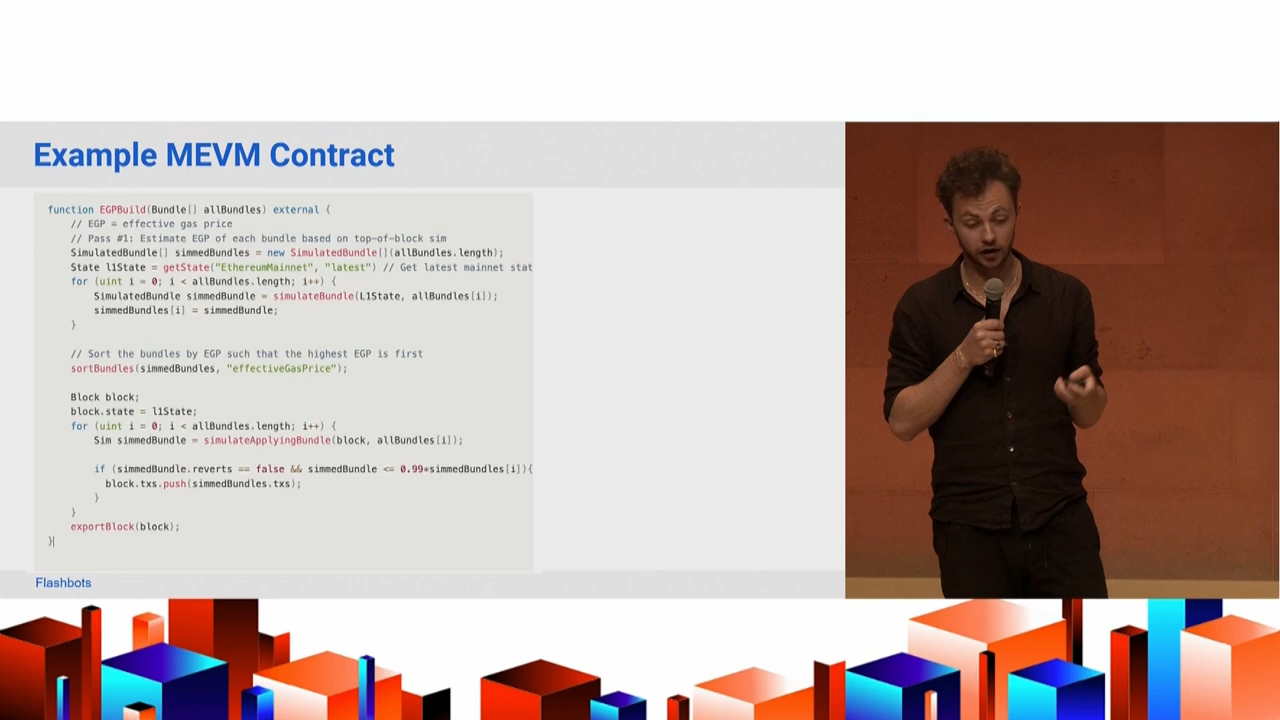 Example MEVM Contract
function EGPBuild(Bundle[] allBundles) external {
// EGP = effective gas price
// Pass #1: Estimate EGP of each bundle based on top-of-block sim
SimulatedBundle[] simmedBundles = new SimulatedBundle[](allBundles.length);
State l1State = getState("EthereumMainnet", "latest") // Get latest mainnet stat
for (uint i = 0; i < allBundles.length; i++) {
SimulatedBundle simmedBundle = simulateBundle(L1State, allBundles[i]);
simmedBundles[i] = simmedBundle;
}
// Sort the bundles by EGP such that the highest EGP is first
sortBundles(simmedBundles, "effectiveGasPrice");
Block block;
block.state = l1State;
for (uint i = 0; i < allBundles.length; i++) {
Sim simmedBundle = simulateApplyingBundle(block, allBundles[i]);
if (simmedBundle.reverts == false && simmedBundle <= 0.99*simmedBundles[i]){
block.txs.push(simmedBundles.txs);
}
}
exportBlock(block);
}
Flashbots